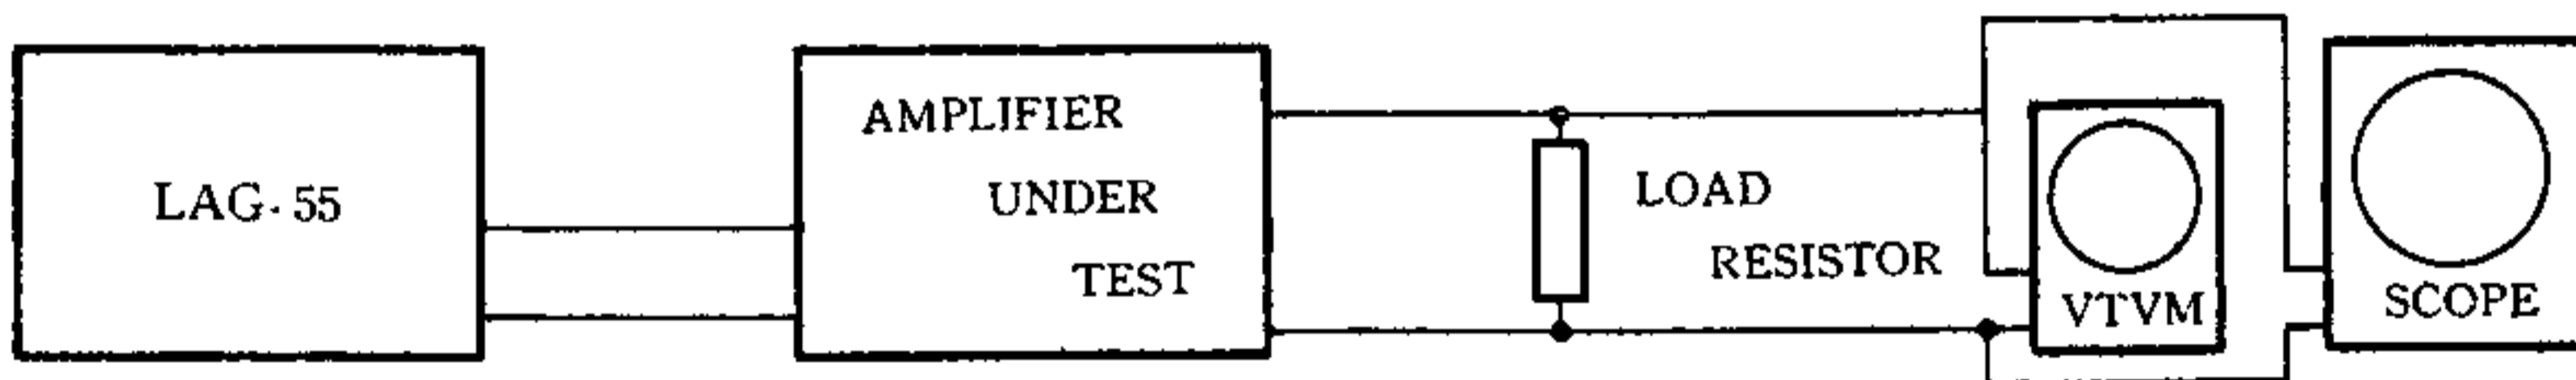 LAG-55
AMPLIFIER
UNDER
TEST
LOAD
RESISTOR
VTVM
SCOPE